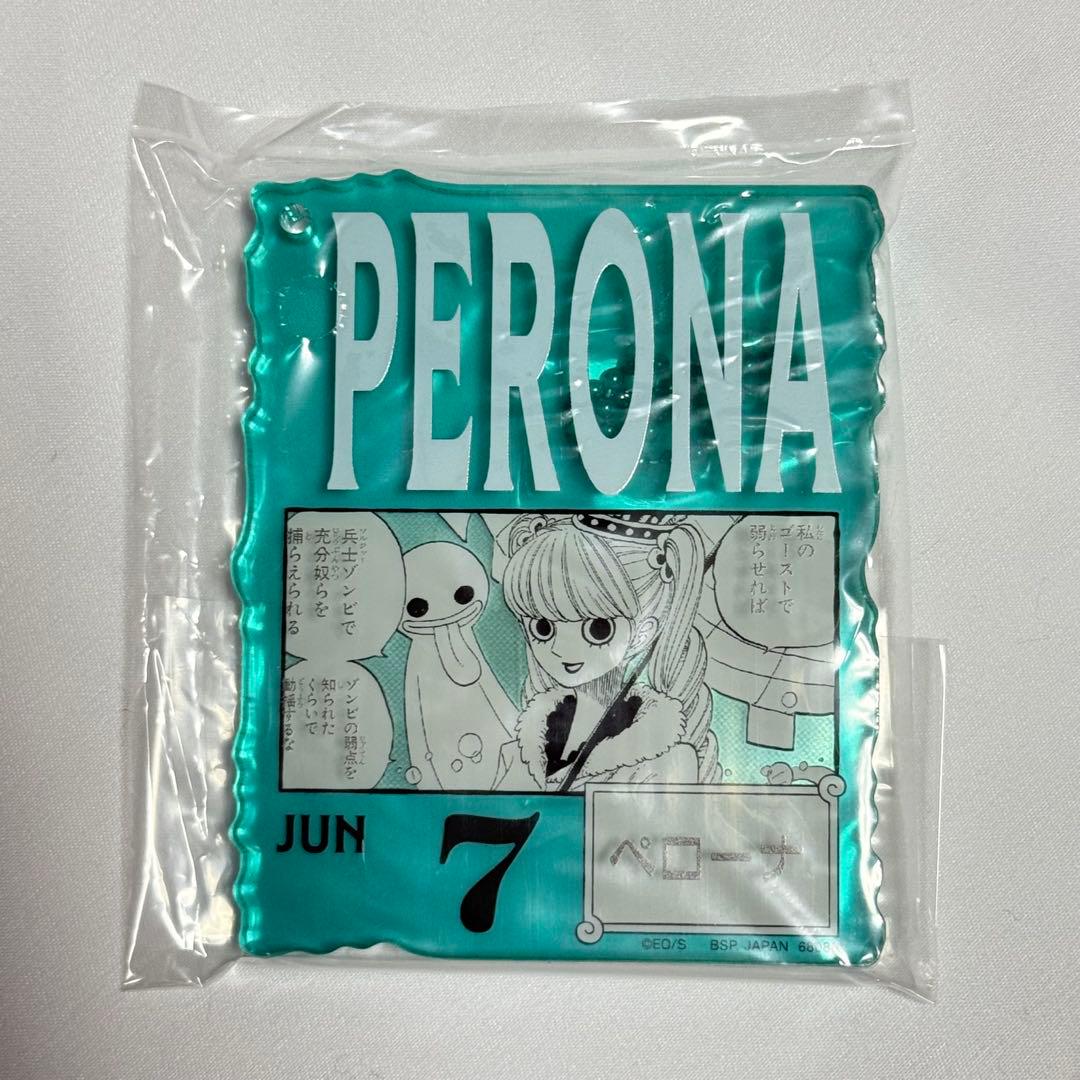 PERONA
私の
ゴーストで
弱らせれば
兵士ゾンビで
充分奴らを
捕らえられる
ゾンビの弱点を
知られた
くらいで
動揺するな
JUN 7
ペローナ
©EO/S BSP JAPAN